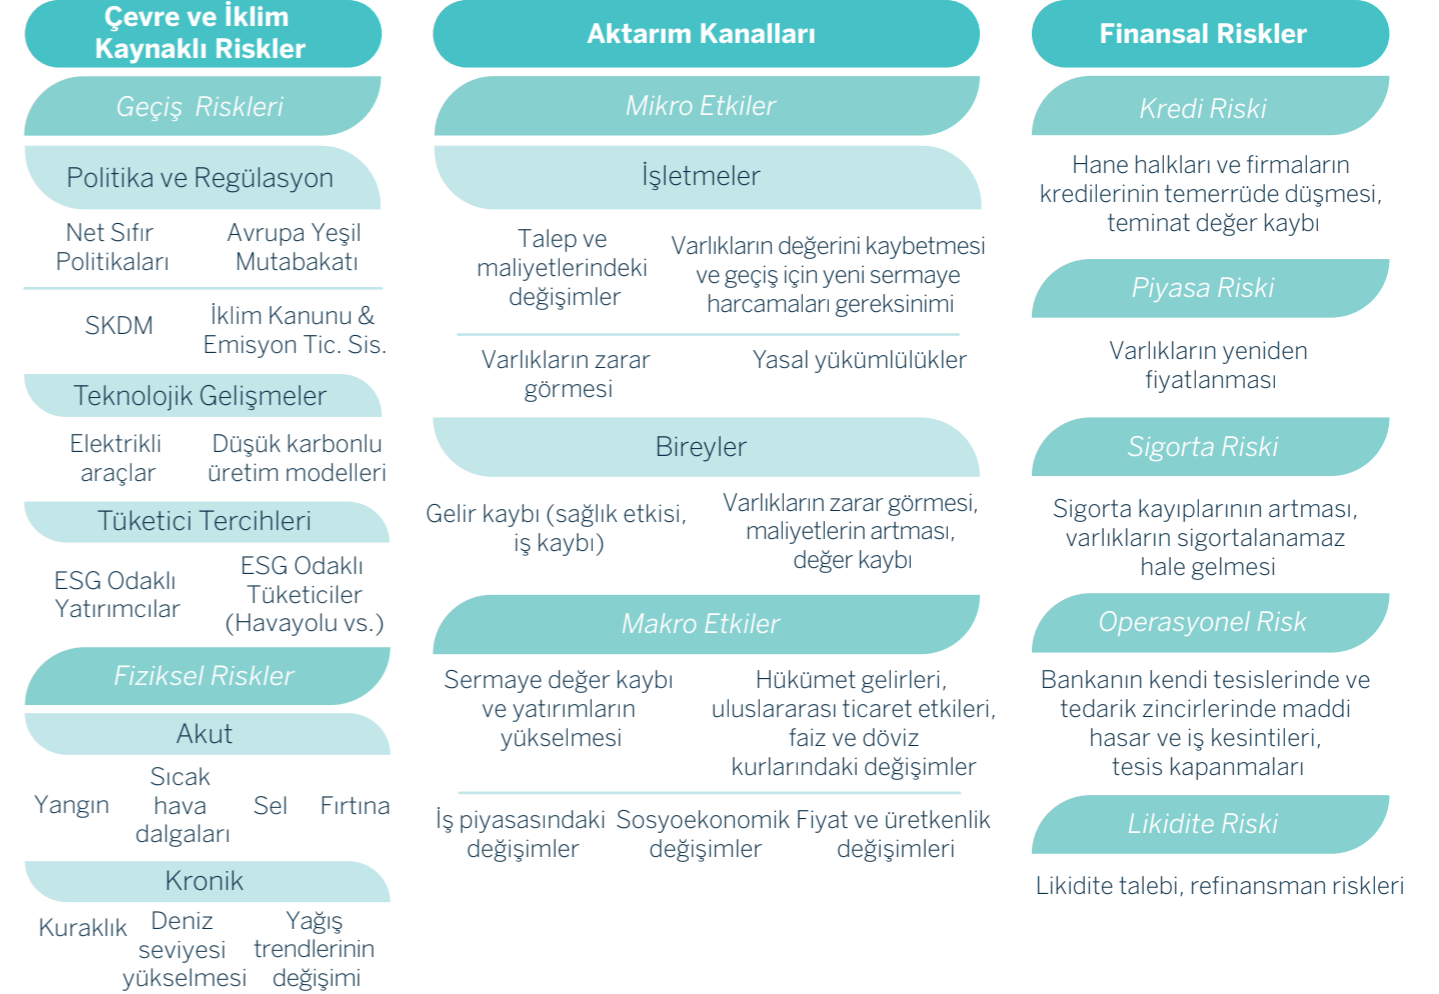 Çevre ve İklim
Kaynaklı Riskler
Geçiş Riskleri
Politika ve Regülasyon
Net Sıfır
Politikaları
Avrupa Yeşil
Mutabakatı
SKDM
İklim Kanunu &
Emisyon Tic. Sis.
Teknolojik Gelişmeler
Elektrikli
araçlar
Düşük karbonlu
üretim modelleri
Tüketici Tercihleri
ESG Odaklı
Yatırımcılar
ESG Odaklı
Tüketiciler
(Havayolu vs.)
Fiziksel Riskler
Akut
Yangın
Sıcak
hava
dalgaları
Sel
Fırtına
Kronik
Kuraklık
Deniz
seviyesi
yükselmesi
Yağış
trendlerinin
değişimi
Aktarım Kanalları
Mikro Etkiler
İşletmeler
Talep ve
maliyetlerindeki
değişimler
Varlıkların değerini kaybetmesi
ve geçiş için yeni sermaye
harcamaları gereksinimi
Varlıkların zarar
görmesi
Yasal yükümlülükler
Bireyler
Gelir kaybı (sağlık etkisi,
iş kaybı)
Varlıkların zarar görmesi,
maliyetlerin artması,
değer kaybı
Makro Etkiler
Sermaye değer kaybı
ve yatırımların
yükselmesi
Hükümet gelirleri,
uluslararası ticaret etkileri,
faiz ve döviz
kurlarındaki değişimler
İş piyasasındaki
değişimler
Sosyoekonomik
değişimler
Fiyat ve üretkenlik
değişimleri
Finansal Riskler
Kredi Riski
Hane halkları ve firmaların
kredilerinin temerrüde düşmesi,
teminat değer kaybı
Piyasa Riski
Varlıkların yeniden
fiyatlanması
Sigorta Riski
Sigorta kayıplarının artması,
varlıkların sigortalanamaz
hale gelmesi
Operasyonel Risk
Bankanın kendi tesislerinde ve
tedarik zincirlerinde maddi
hasar ve iş kesintileri,
tesis kapanmaları
Likidite Riski
Likidite talebi, refinansman riskleri